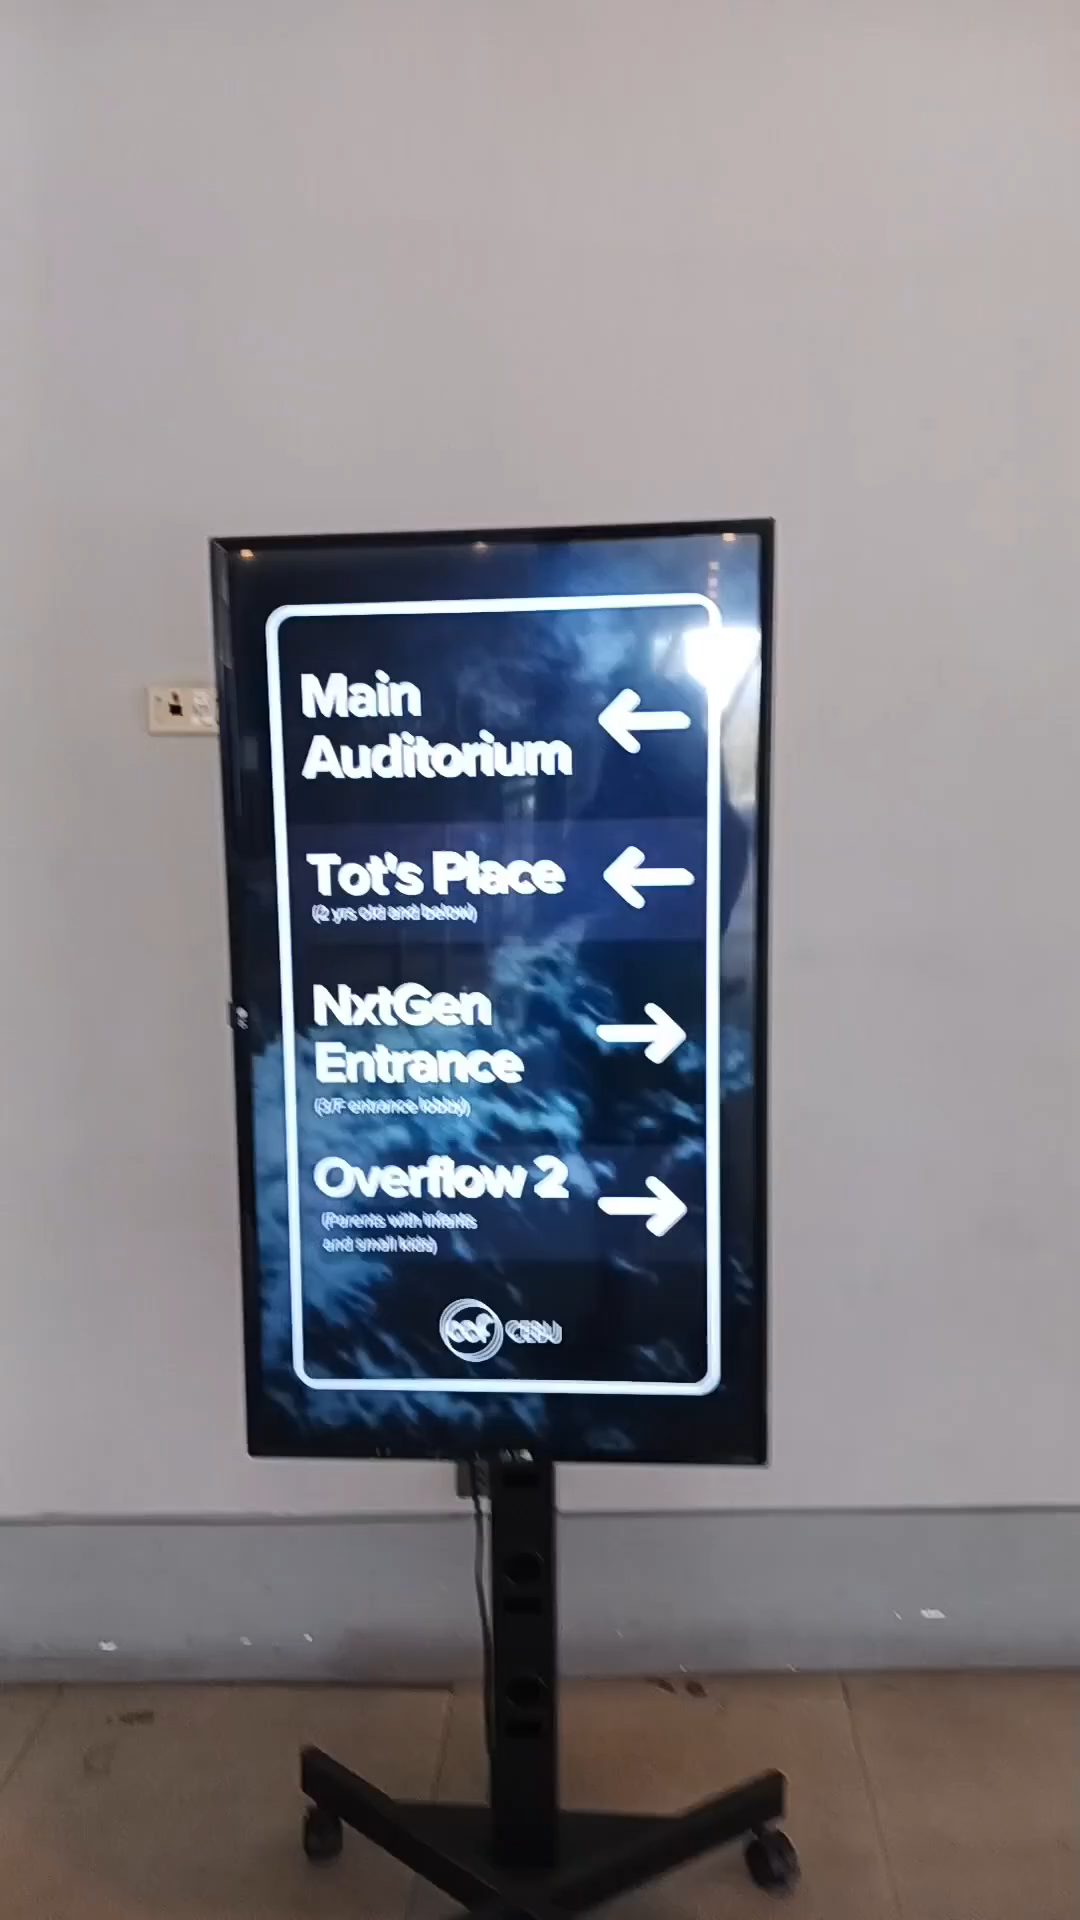 Main
Auditorium
Tot's Place
(2 yrs old and below)
NxtGen
Entrance
(3/F entrance lobby)
Overflow 2
(Parents with infants
and small kids)
ccf CEBU